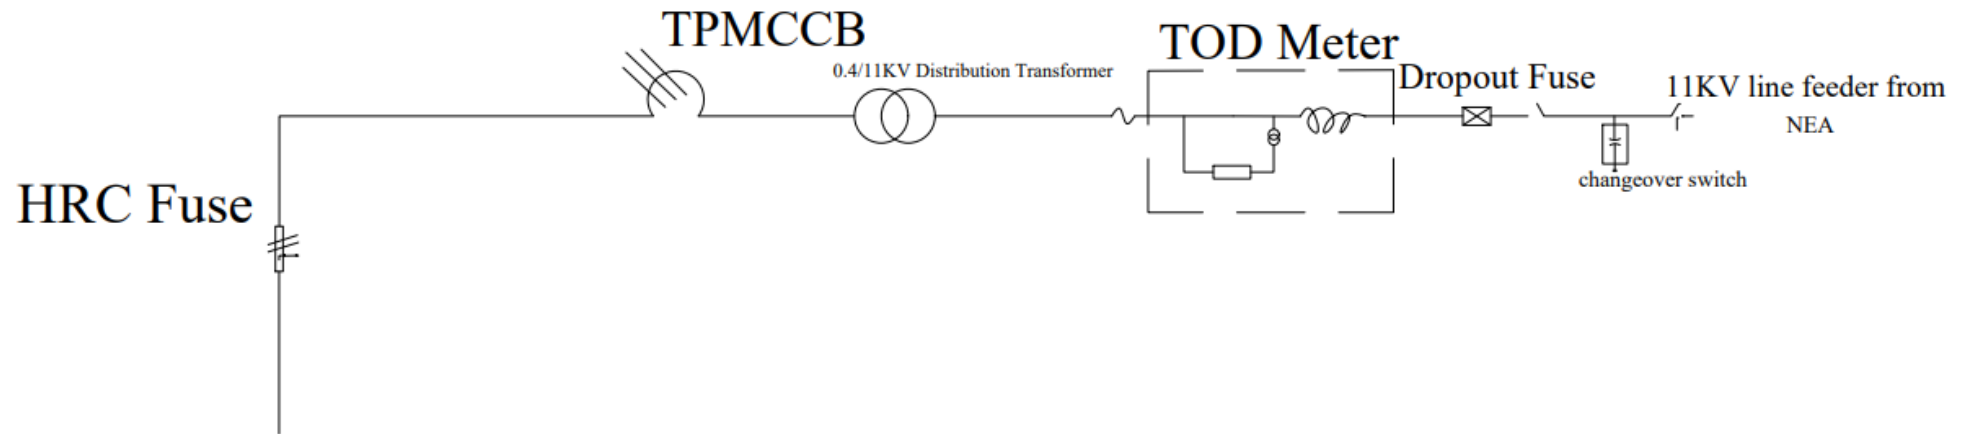 TPMCCB
TOD Meter
0.4/11KV Distribution Transformer
Dropout Fuse
11KV line feeder from
NEA
changeover switch
HRC Fuse